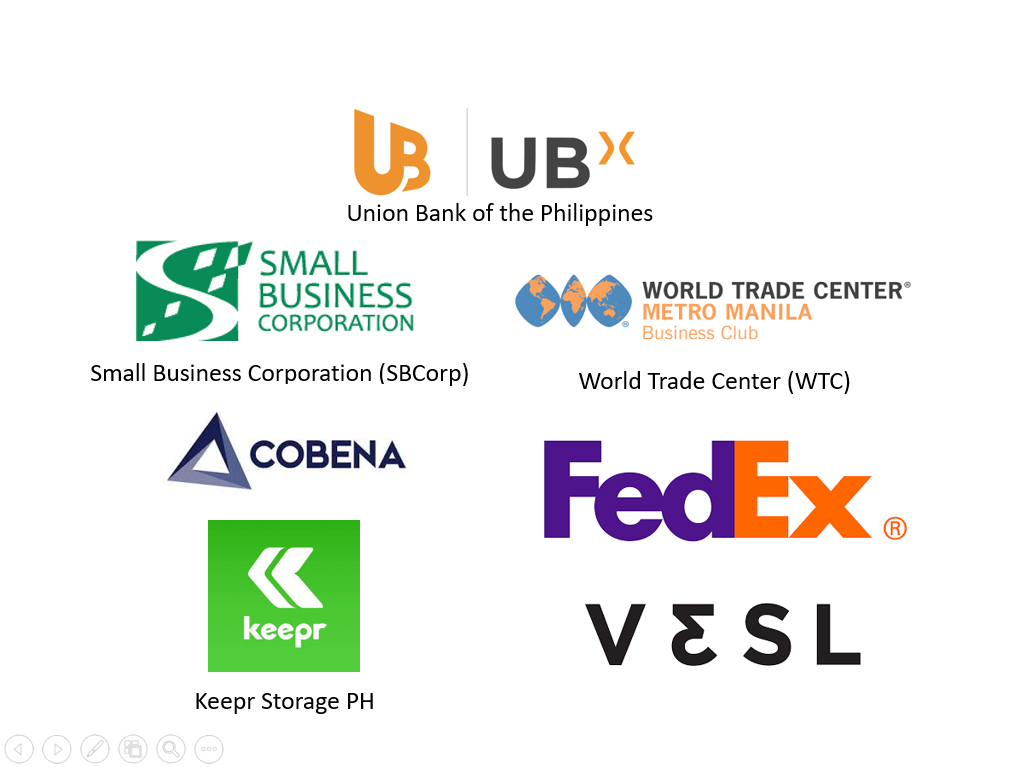 UB | UBX
Union Bank of the Philippines
SMALL
BUSINESS
CORPORATION
Small Business Corporation (SBCorp)
WORLD TRADE CENTER®
METRO MANILA
Business Club
®
World Trade Center (WTC)
COBENA
FedEx®
keepr
Keepr Storage PH
VESL